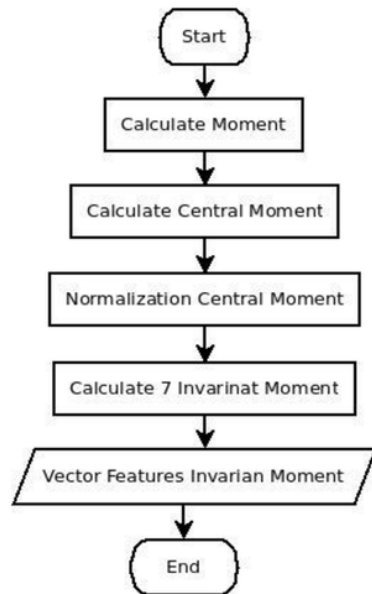 Start
Calculate Moment
Calculate Central Moment
Normalization Central Moment
Calculate 7 Invarinat Moment
Vector Features Invarian Moment
End